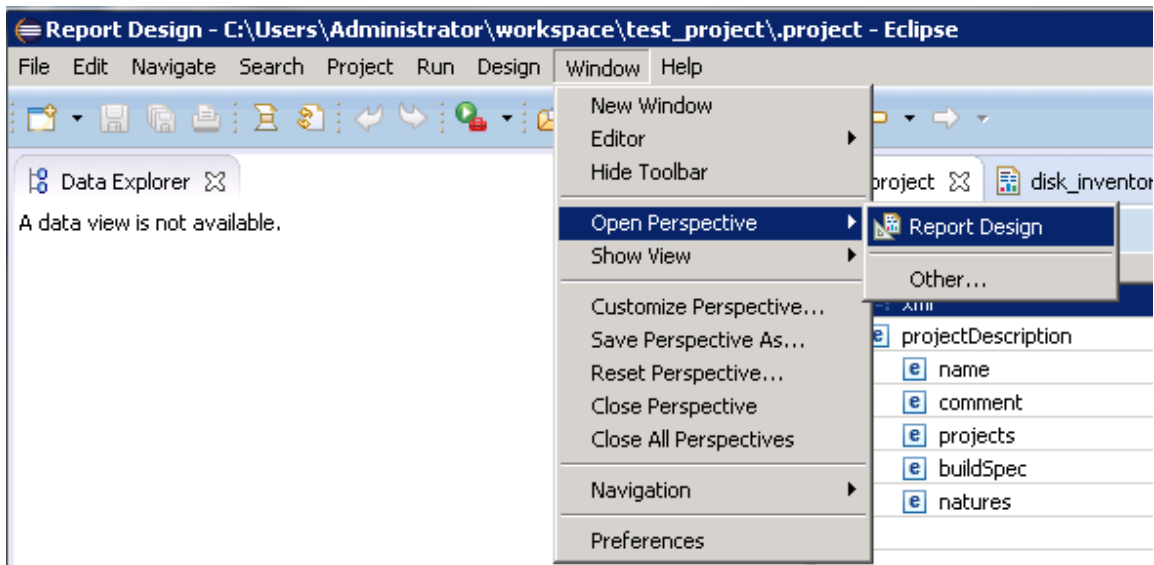 Report Design - C:\Users\Administrator\workspace\test_project\.project - Eclipse
File Edit Navigate Search Project Run Design Window Help
New Window
Editor
Hide Toolbar
Data Explorer
project
disk_inventor
A data view is not available.
Open Perspective
Report Design
Show View
Other...
Customize Perspective...
xml
projectDescription
Save Perspective As...
Reset Perspective...
name
Close Perspective
comment
Close All Perspectives
projects
buildSpec
Navigation
natures
Preferences